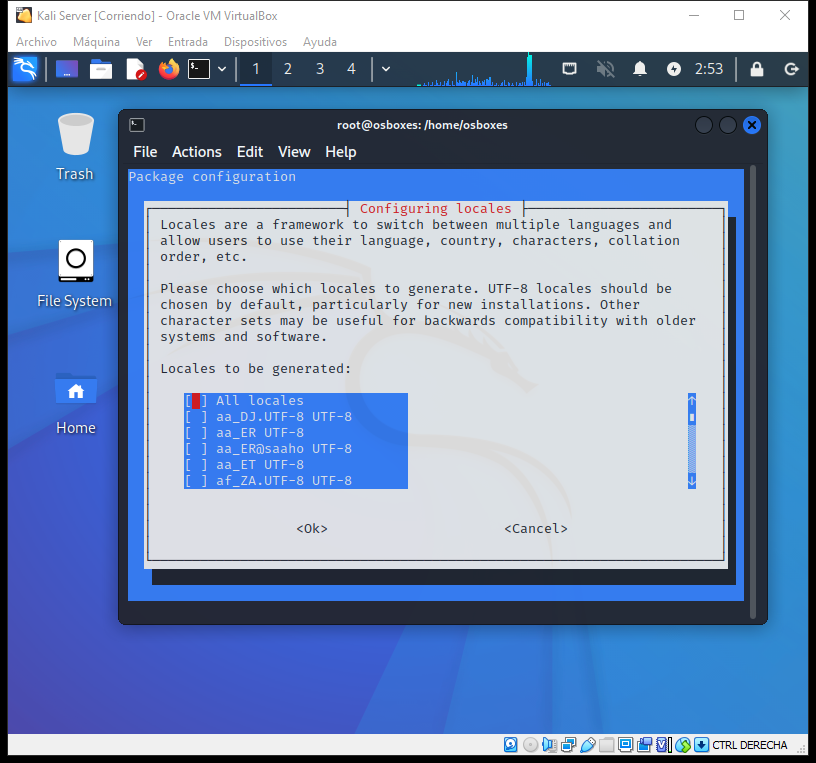 Kali Server [Corriendo] - Oracle VM VirtualBox
Archivo Máquina Ver Entrada Dispositivos Ayuda
1 2 3 4 2:53
Trash
File System
Home
root@osboxes: /home/osboxes
File Actions Edit View Help
Package configuration
Configuring locales
Locales are a framework to switch between multiple languages and
allow users to use their language, country, characters, collation
order, etc.
Please choose which locales to generate. UTF-8 locales should be
chosen by default, particularly for new installations. Other
character sets may be useful for backwards compatibility with older
systems and software.
Locales to be generated:
[ ] All locales
[ ] aa_DJ.UTF-8 UTF-8
[ ] aa_ER UTF-8
[ ] aa_ER@saaho UTF-8
[ ] aa_ET UTF-8
[ ] af_ZA.UTF-8 UTF-8
<Ok> <Cancel>
CTRL DERECHA